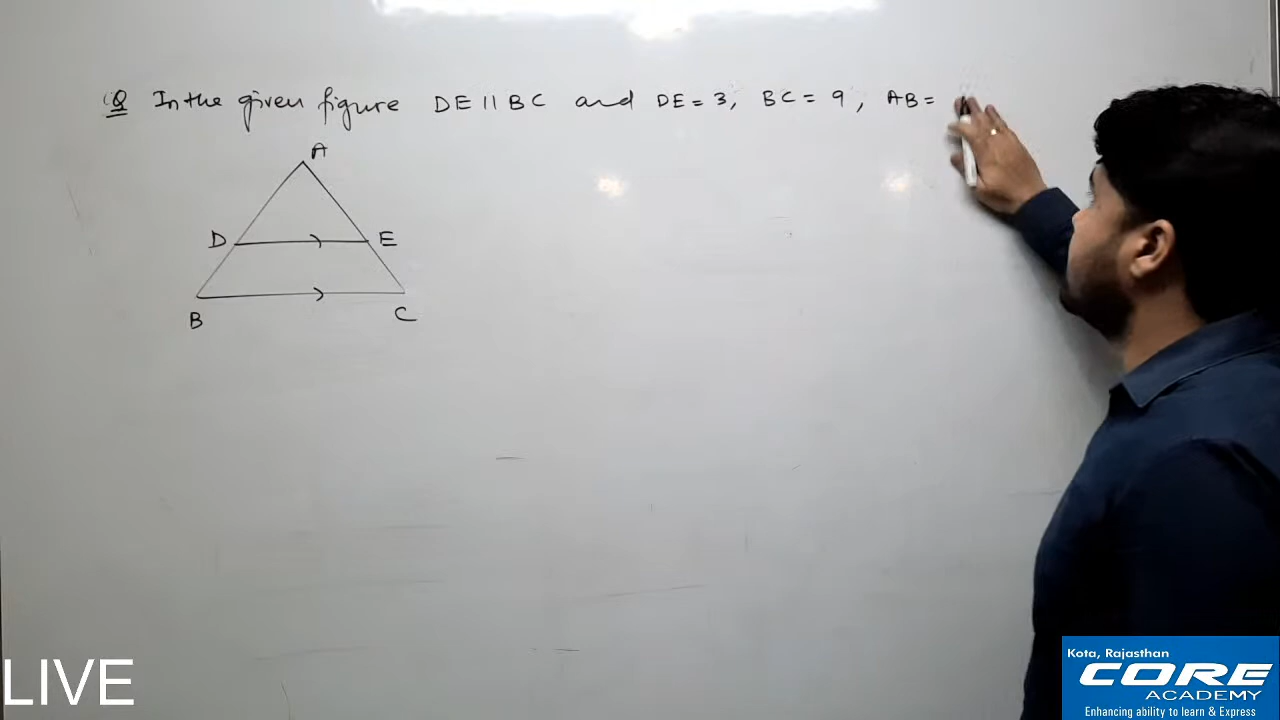 Q In the given figure DE || BC and DE = 3, BC = 9, AB =
A
D E
B C
LIVE
Kota, Rajasthan
CORE
ACADEMY
Enhancing ability to learn & Express